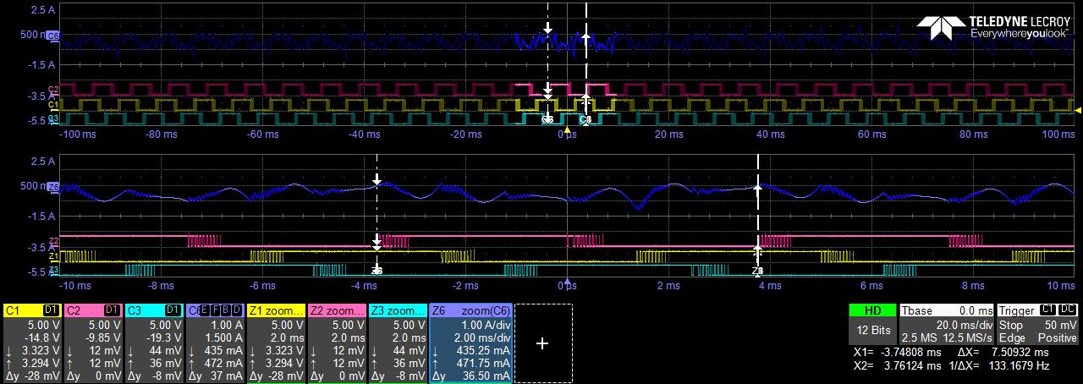 2.5 A
TELEDYNE LECROY
Everywhereyoulook™
500 m
-1.5 A
C2
-3.5 A
C1
-5.5
C3
-100 ms -80 ms -60 ms -40 ms -20 ms 0 µs 20 ms 40 ms 60 ms 80 ms 100 ms
2.5 A
500 m
Z6
-1.5 A
Z2
-3.5 A
Z1
-5.5
Z3
-10 ms -8 ms -6 ms -4 ms -2 ms 0 µs 2 ms 4 ms 6 ms 8 ms 10 ms
C1 D1 C2 D1 C3 D1 E F B D Z1 zoom... Z2 zoom... Z3 zoom... Z6 zoom(C6) HD Tbase 0.0 ms Trigger C1 DC
5.00 V 5.00 V 5.00 V 1.00 A 5.00 V 5.00 V 5.00 V 1.00 A/div 12 Bits 20.0 ms/div Stop 50 mV
-14.8 V -9.85 V -19.3 V 1.500 A 2.0 ms 2.0 ms 2.0 ms 2.00 ms/div 2.5 MS 12.5 MS/s Edge Positive
↓ 3.323 V ↓ 12 mV ↓ 44 mV ↓ 435 mA ↓ 3.323 V ↓ 12 mV ↓ 44 mV ↓ 435.25 mA X1= -3.74808 ms ΔX= 7.50932 ms
↑ 3.294 V ↑ 12 mV ↑ 36 mV ↑ 472 mA ↑ 3.294 V ↑ 12 mV ↑ 36 mV ↑ 471.75 mA X2= 3.76124 ms 1/ΔX= 133.1679 Hz
Δy -28 mV Δy 0 mV Δy -8 mV Δy 37 mA Δy -28 mV Δy 0 mV Δy -8 mV Δy 36.50 mA